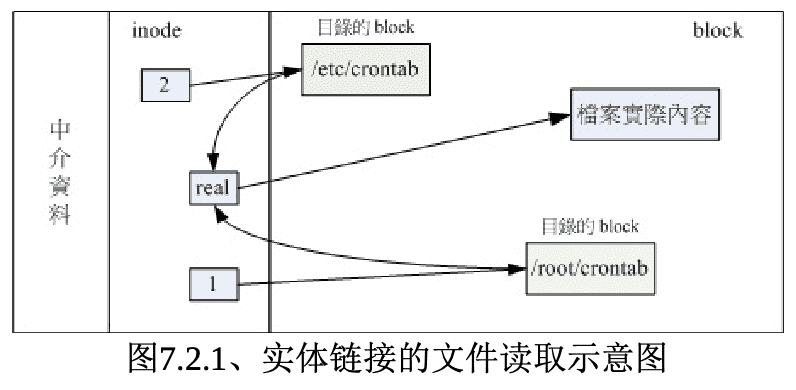 inode
目錄的 block
block
2
/etc/crontab
檔案實際內容
中介資料
real
目錄的 block
1
/root/crontab
图7.2.1、实体链接的文件读取示意图